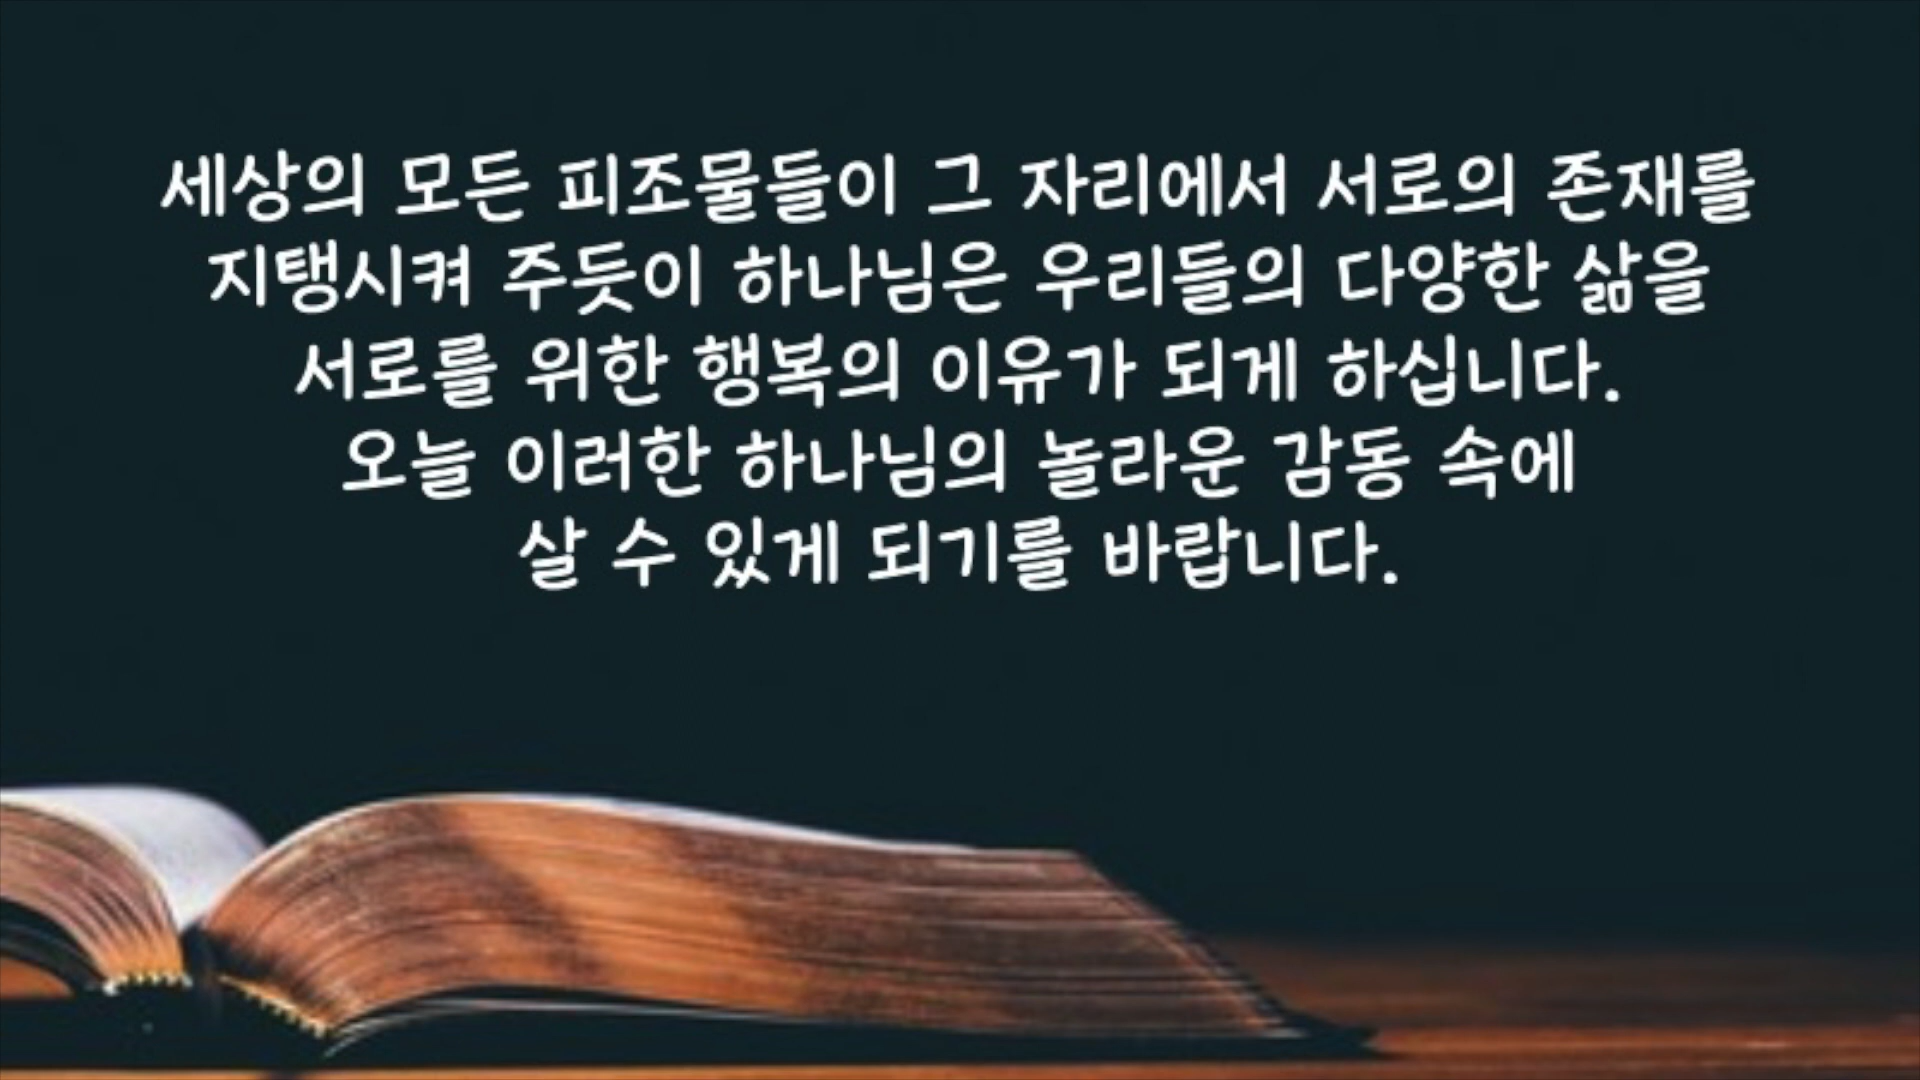 세상의 모든 피조물들이 그 자리에서 서로의 존재를
지탱시켜 주듯이 하나님은 우리들의 다양한 삶을
서로를 위한 행복의 이유가 되게 하십니다.
오늘 이러한 하나님의 놀라운 감동 속에
살 수 있게 되기를 바랍니다.